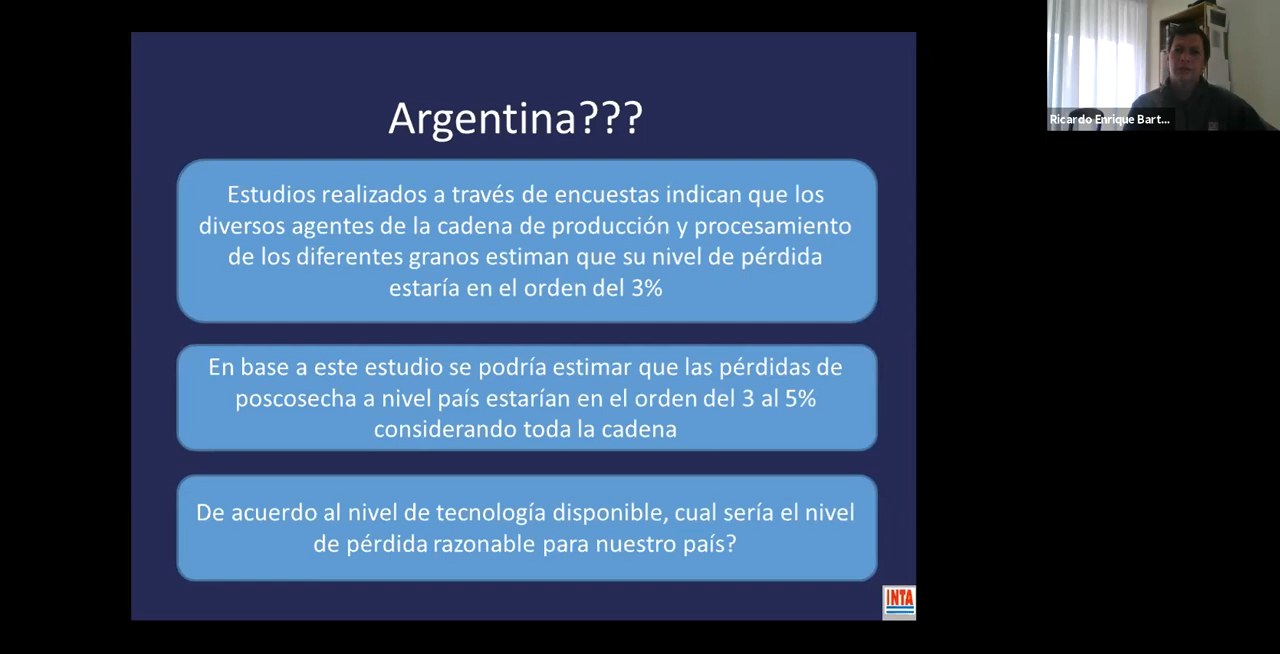 Argentina???
Estudios realizados a través de encuestas indican que los
diversos agentes de la cadena de producción y procesamiento
de los diferentes granos estiman que su nivel de pérdida
estaría en el orden del 3%
En base a este estudio se podría estimar que las pérdidas de
poscosecha a nivel país estarían en el orden del 3 al 5%
considerando toda la cadena
De acuerdo al nivel de tecnología disponible, cual sería el nivel
de pérdida razonable para nuestro país?
INTA
Ricardo Enrique Bart...